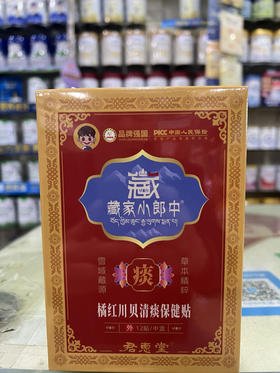 品牌强国
PICC 中国人民保险
藏
藏家小郎中
雪域藏源
痰
草本精粹
橘红川贝清痰保健贴
外 12贴/中盒
君惠堂